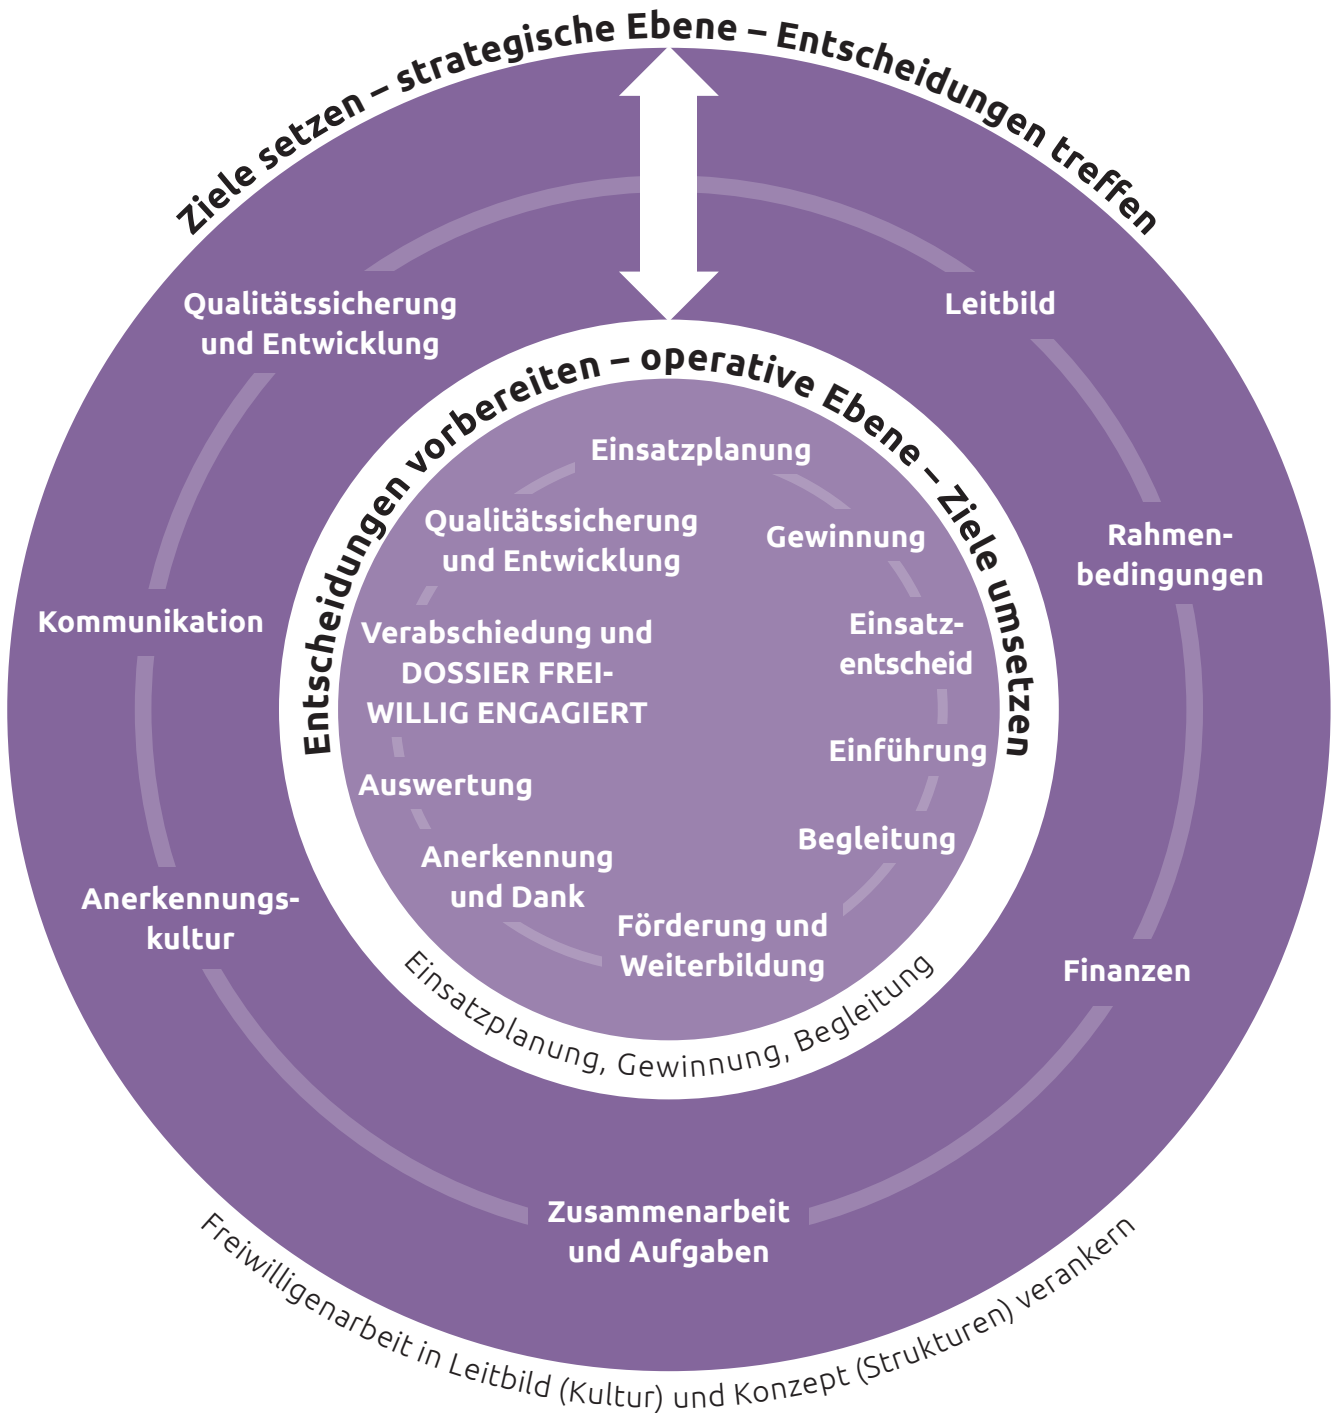 Ziele setzen – strategische Ebene – Entscheidungen treffen
Qualitätssicherung
und Entwicklung
Leitbild
Rahmen-
bedingungen
Finanzen
Zusammenarbeit
und Aufgaben
Anerkennungs-
kultur
Kommunikation
Entscheidungen vorbereiten – operative Ebene – Ziele umsetzen
Einsatzplanung
Gewinnung
Einsatz-
entscheid
Einführung
Begleitung
Förderung und
Weiterbildung
Anerkennung
und Dank
Auswertung
Verabschiedung und
DOSSIER FREI-
WILLIG ENGAGIERT
Qualitätssicherung
und Entwicklung
Einsatzplanung, Gewinnung, Begleitung
Freiwilligenarbeit in Leitbild (Kultur) und Konzept (Strukturen) verankern